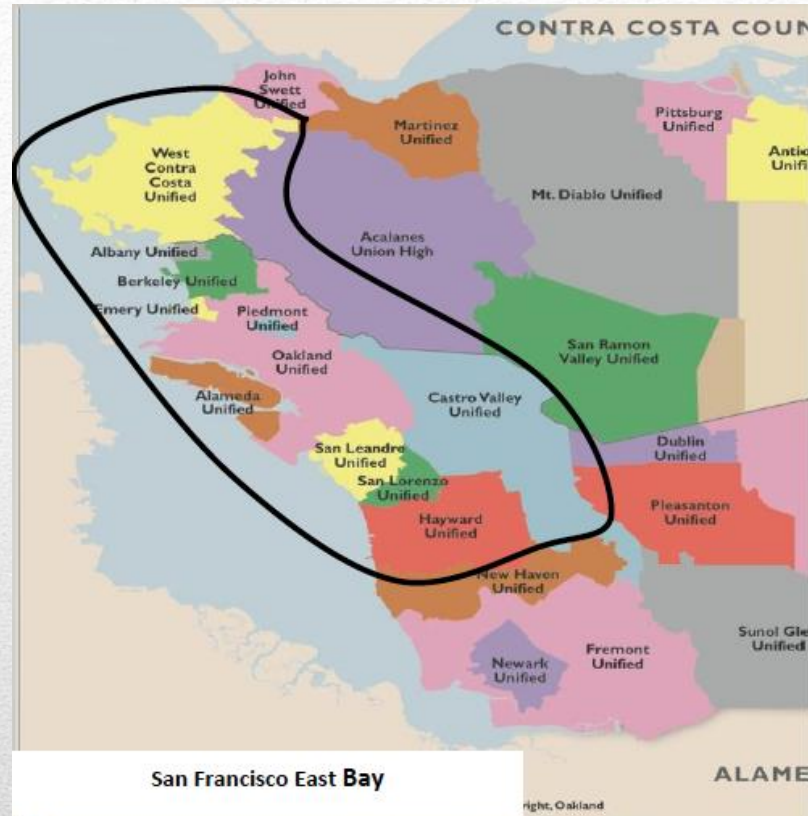 CONTRA COSTA COUN
John
Swett
Unified
Martinez
Unified
Pittsburg
Unified
Antio
Unifi
West
Contra
Costa
Unified
Mt. Diablo Unified
Acalanes
Union High
Albany Unified
Berkeley Unified
Emery Unified
Piedmont
Unified
Oakland
Unified
San Ramon
Valley Unified
Alameda
Unified
Castro Valley
Unified
San Leandro
Unified
Dublin
Unified
San Lorenzo
Unified
Pleasanton
Unified
Hayward
Unified
New Haven
Unified
Sunol Gle
Unified
Fremont
Unified
Newark
Unified
San Francisco East Bay
ALAME
right, Oakland